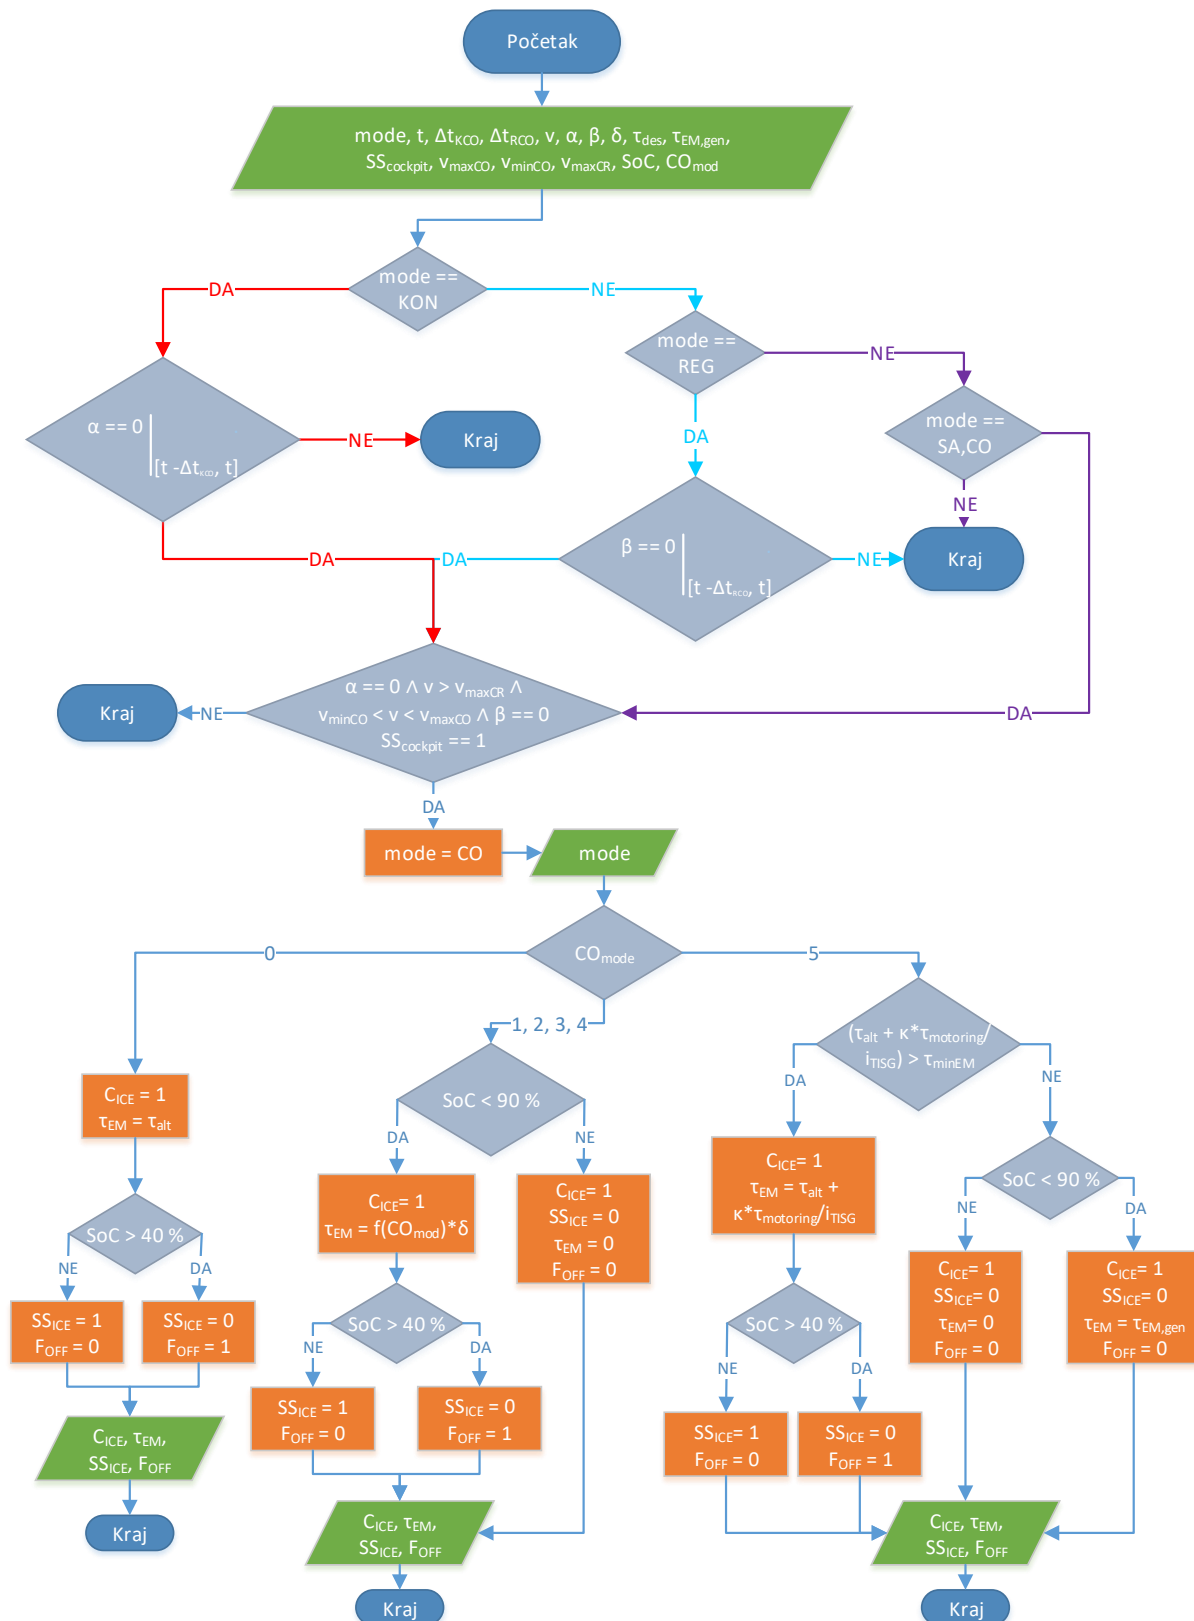 Početak
mode, t, Δt_KCO, Δt_RCO, v, α, β, δ, τ_des, τ_EM,gen,
SS_cockpit, v_maxCO, v_minCO, v_maxCR, SoC, CO_mod
mode ==
KON
DA
NE
mode ==
REG
NE
DA
mode ==
SA,CO
NE
DA
α == 0
[t -Δt_KCO, t]
NE
Kraj
DA
β == 0
[t -Δt_RCO, t]
DA
NE
Kraj
α == 0 Λ v > v_maxCR Λ
v_minCO < v < v_maxCO Λ β == 0
SS_cockpit == 1
NE
Kraj
DA
mode = CO
mode
CO_mode
0
1, 2, 3, 4
5
C_ICE = 1
τ_EM = τ_alt
SoC > 40 %
NE
DA
SS_ICE = 1
F_OFF = 0
SS_ICE = 0
F_OFF = 1
C_ICE, τ_EM,
SS_ICE, F_OFF
Kraj
SoC < 90 %
DA
NE
C_ICE= 1
τ_EM = f(CO_mod)*δ
C_ICE= 1
SS_ICE = 0
τ_EM = 0
F_OFF = 0
SoC > 40 %
NE
DA
SS_ICE = 1
F_OFF = 0
SS_ICE = 0
F_OFF = 1
C_ICE, τ_EM,
SS_ICE, F_OFF
Kraj
(τ_alt + κ*τ_motoring/
i_TISG) > τ_minEM
DA
NE
C_ICE= 1
τ_EM = τ_alt +
κ*τ_motoring/i_TISG
SoC > 40 %
NE
DA
SS_ICE= 1
F_OFF = 0
SS_ICE = 0
F_OFF = 1
SoC < 90 %
NE
DA
C_ICE= 1
SS_ICE= 0
τ_EM= 0
F_OFF = 0
C_ICE= 1
SS_ICE= 0
τ_EM = τ_EM,gen
F_OFF = 0
C_ICE, τ_EM,
SS_ICE, F_OFF
Kraj